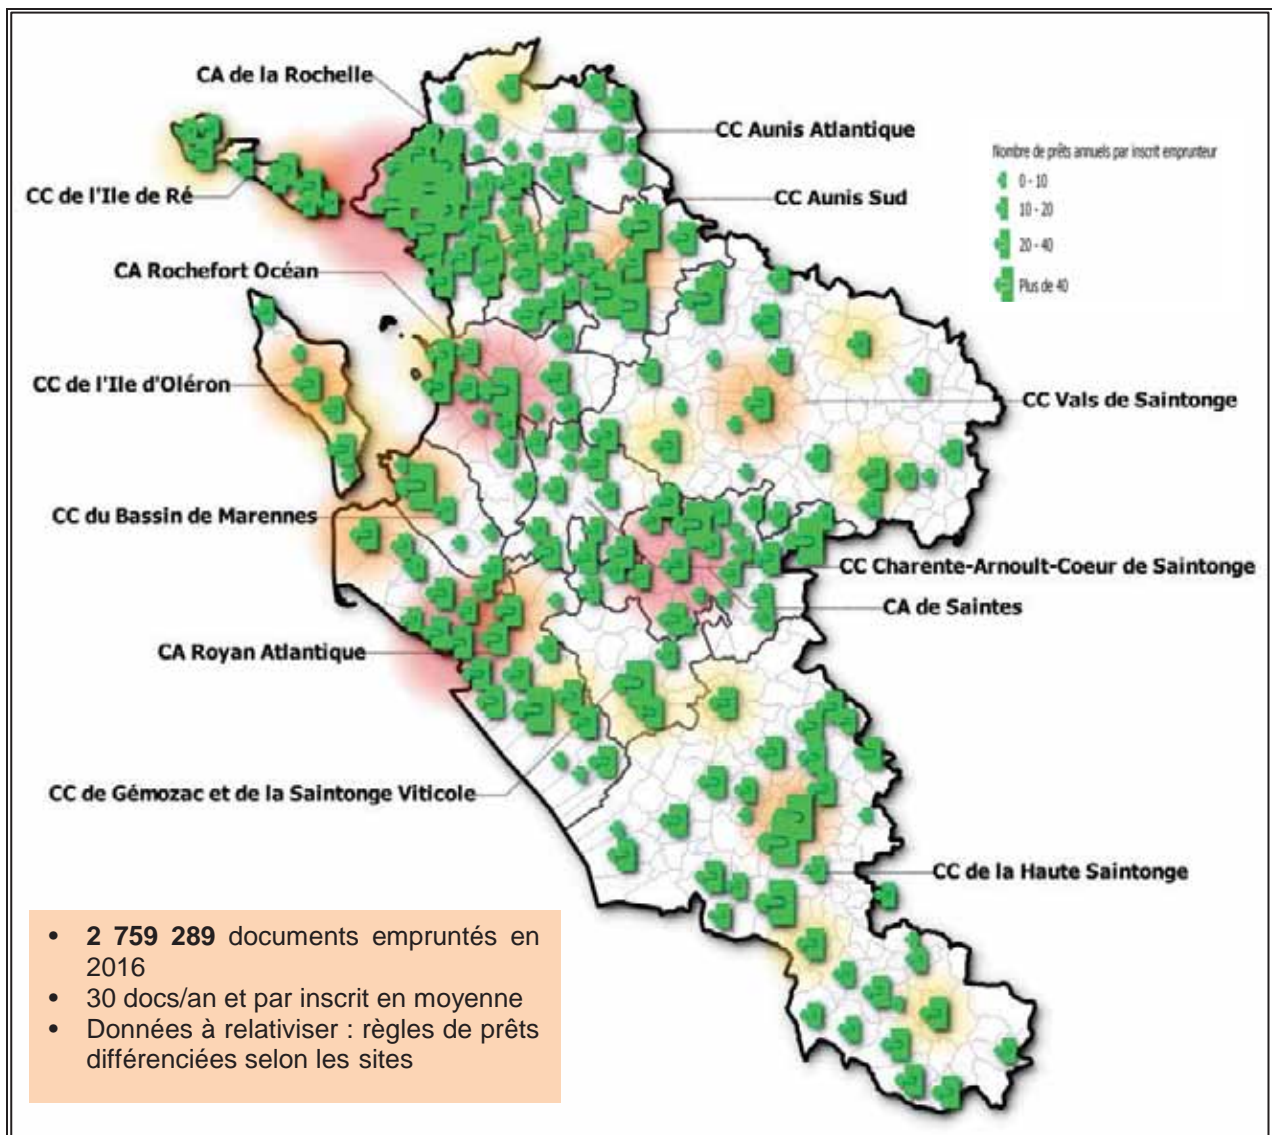 CA de la Rochelle
CC Aunis Atlantique
Nombre de prêts annuels par inscrit emprunteur
0 - 10
10 - 20
20 - 40
Plus de 40
CC de l'Ile de Ré
CC Aunis Sud
CA Rochefort Océan
CC de l'Ile d'Oléron
CC Vals de Saintonge
CC du Bassin de Marennes
CC Charente-Arnoult-Coeur de Saintonge
CA de Saintes
CA Royan Atlantique
CC de Gémozac et de la Saintonge Viticole
CC de la Haute Saintonge
• 2 759 289 documents empruntés en
2016
• 30 docs/an et par inscrit en moyenne
• Données à relativiser : règles de prêts
différenciées selon les sites